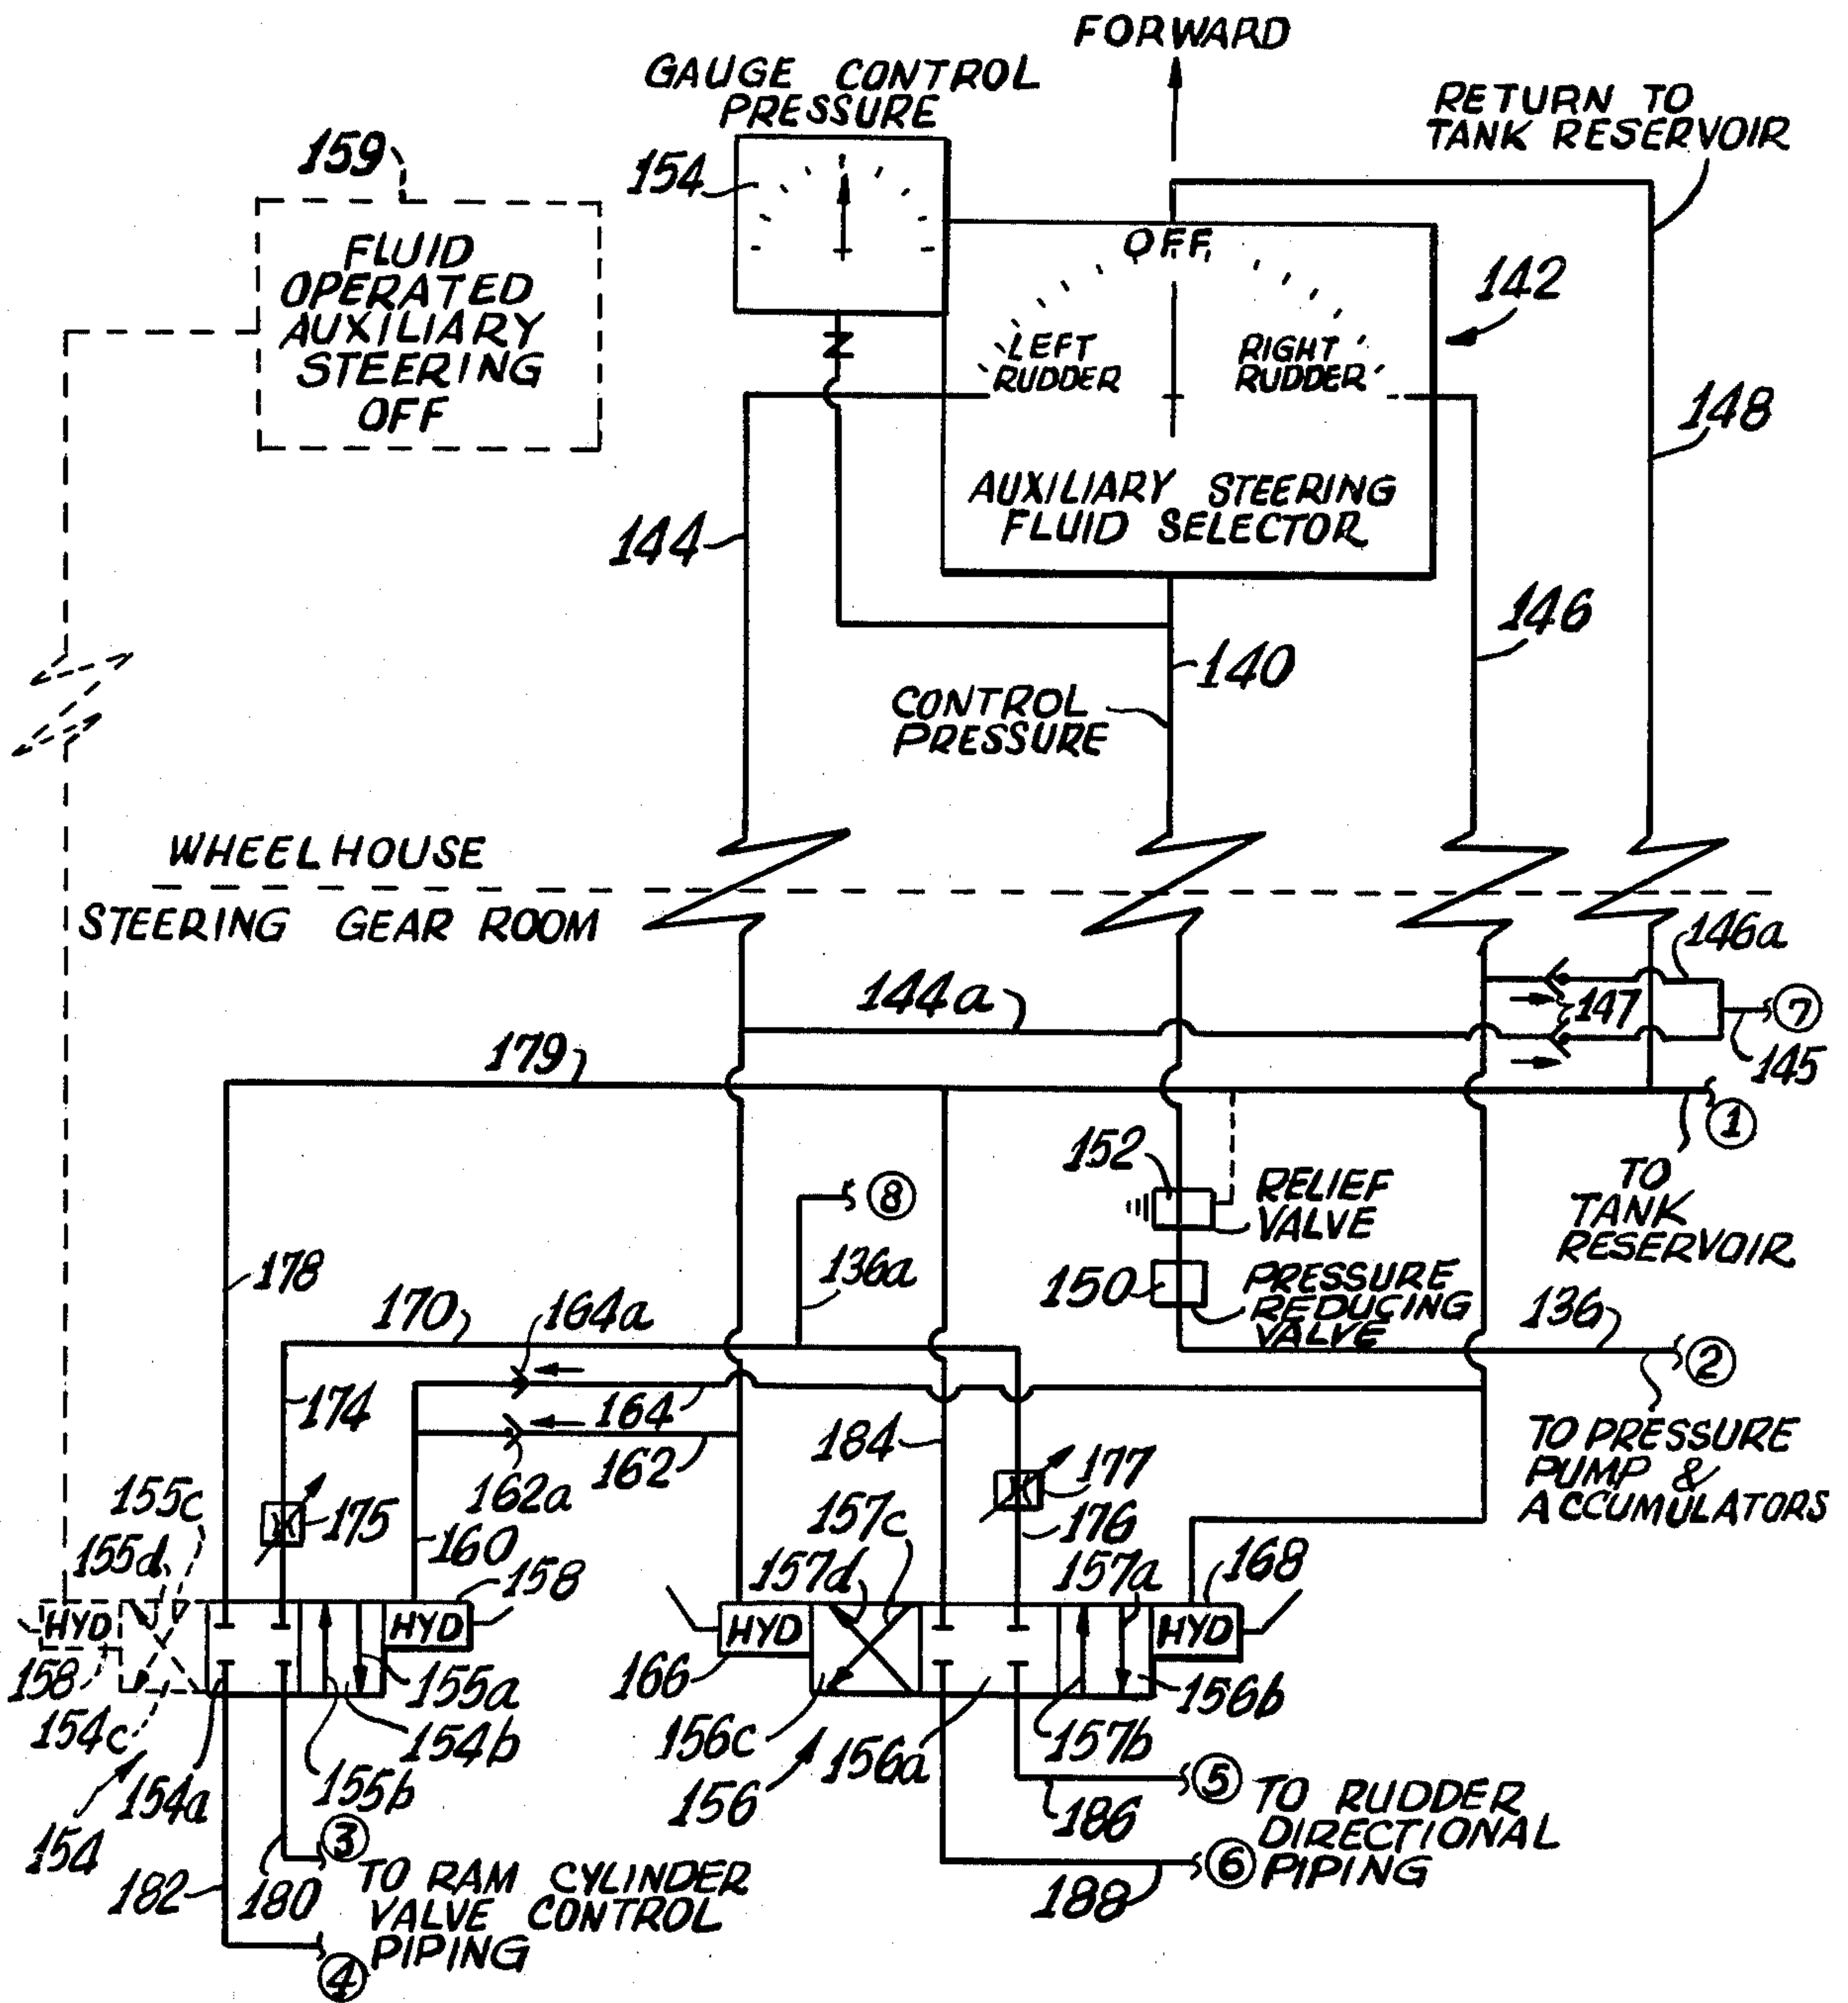 FORWARD
GAUGE CONTROL
PRESSURE
RETURN TO
TANK RESERVOIR
159
154
FLUID
OPERATED
AUXILIARY
STEERING
OFF
OFF
142
LEFT
RUDDER
RIGHT
RUDDER
148
AUXILIARY STEERING
FLUID SELECTOR
144
146
140
CONTROL
PRESSURE
WHEELHOUSE
STEERING GEAR ROOM
146a
144a
147
7
145
179
1
152
RELIEF
VALVE
TO
TANK
RESERVOIR
8
136a
178
150
PRESSURE
REDUCING
VALVE
136
170
164a
2
174
164
184
162
162a
177
TO PRESSURE
PUMP &
ACCUMULATORS
155c
175
157c
176
155d
160
158
157d
157a
168
HYD
HYD
HYD
HYD
158
155a
166
156b
154c
154b
156c
156a
157b
154a
155b
156
5
TO RUDDER
DIRECTIONAL
PIPING
186
154
3
6
182
180
TO RAM CYLINDER
VALVE CONTROL
PIPING
188
4